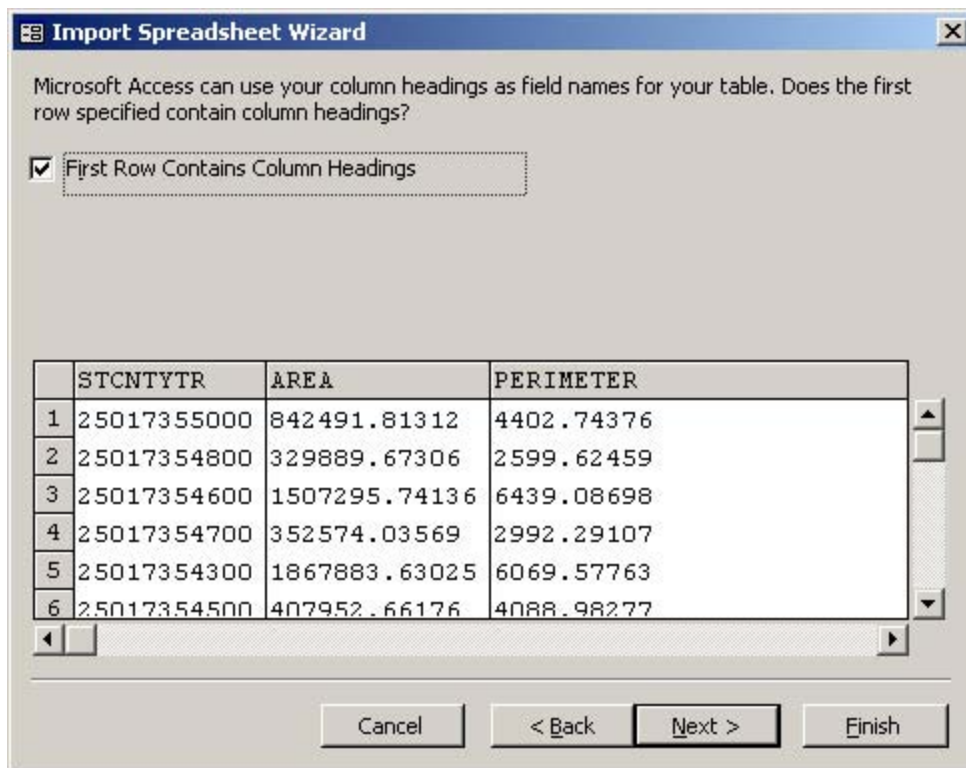 Import Spreadsheet Wizard
Microsoft Access can use your column headings as field names for your table. Does the first
row specified contain column headings?
First Row Contains Column Headings
STCNTYTR AREA PERIMETER
1 25017355000 842491.81312 4402.74376
2 25017354800 329889.67306 2599.62459
3 25017354600 1507295.74136 6439.08698
4 25017354700 352574.03569 2992.29107
5 25017354300 1867883.63025 6069.57763
6 25017354500 407952.66176 4088.98277
Cancel < Back Next > Finish